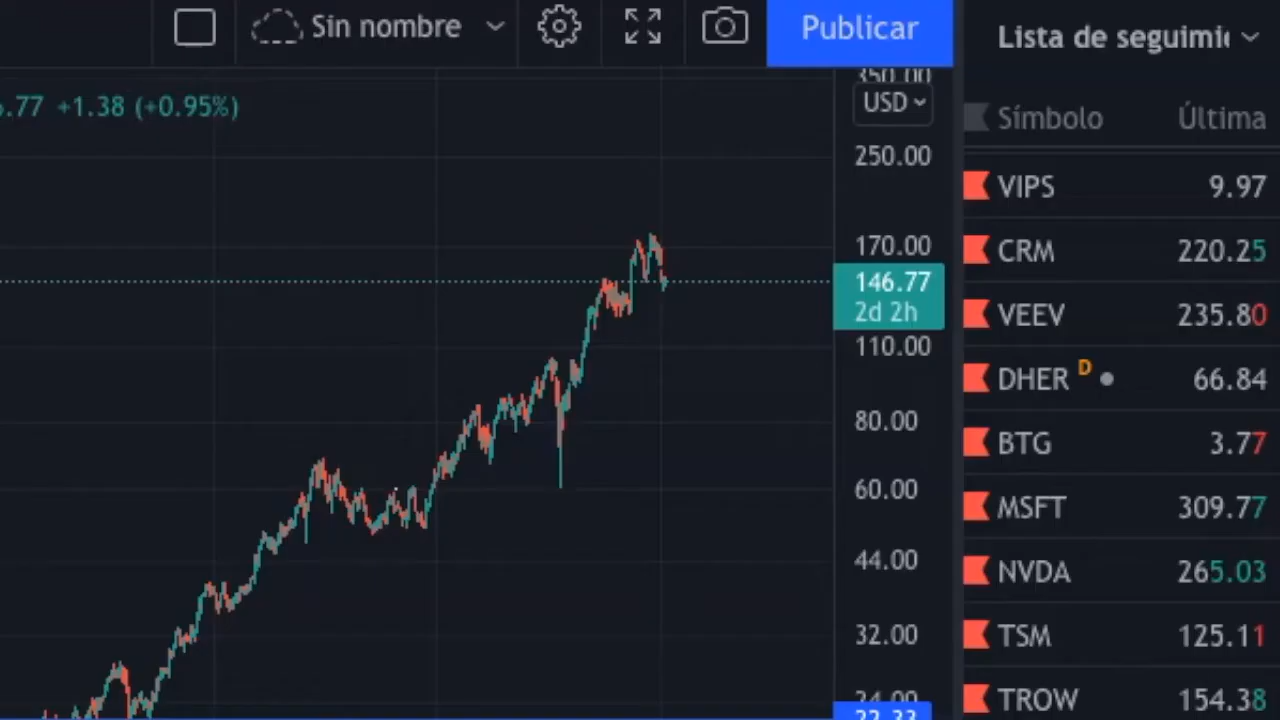 Sin nombre
Publicar
Lista de seguimi
350.00
.77 +1.38 (+0.95%)
USD
Símbolo Última
250.00
VIPS 9.97
170.00
CRM 220.25
146.77
2d 2h
VEEV 235.80
110.00
DHER D 66.84
80.00
BTG 3.77
60.00
MSFT 309.77
44.00
NVDA 265.03
32.00
TSM 125.11
24.00
TROW 154.38
22.33